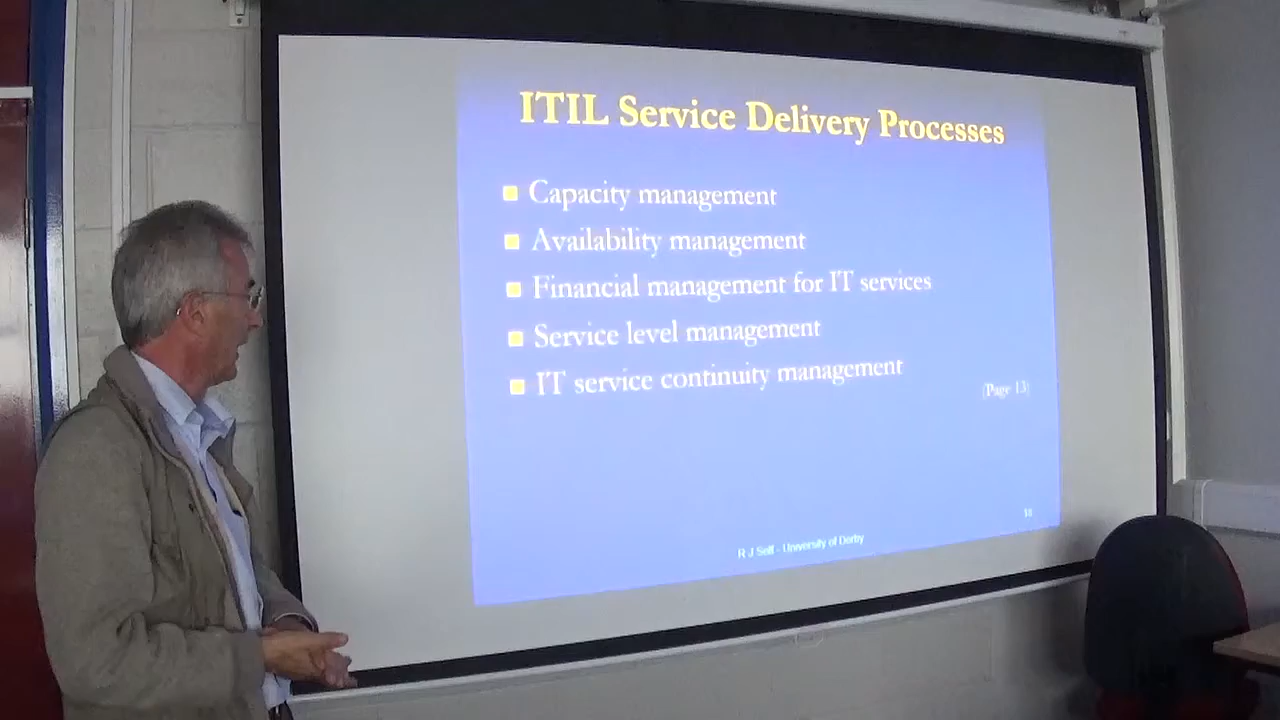 ITIL Service Delivery Processes
Capacity management
Availability management
Financial management for IT services
Service level management
IT service continuity management
[Page 13]
R J Self - University of Derby